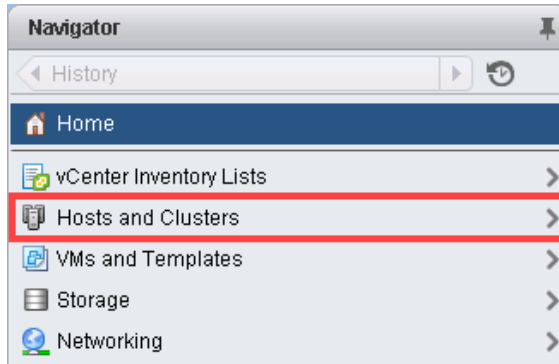 Navigator
History
Home
vCenter Inventory Lists
Hosts and Clusters
VMs and Templates
Storage
Networking